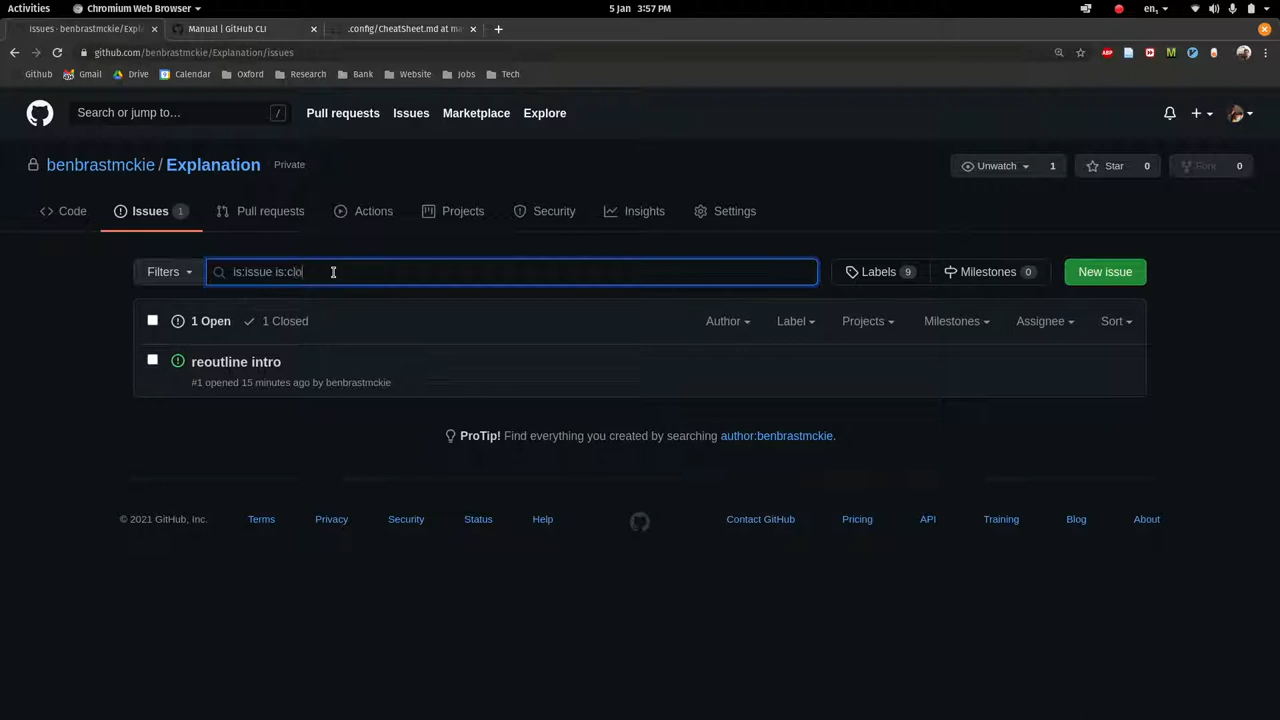 Activities Chromium Web Browser 5 Jan 3:57 PM en₁
Issues · benbrastmckie/Expl Manual | GitHub CLI .config/CheatSheet.md at ma
github.com/benbrastmckie/Explanation/issues
Github Gmail Drive Calendar Oxford Research Bank Website Jobs Tech
Search or jump to... / Pull requests Issues Marketplace Explore
benbrastmckie / Explanation Private Unwatch 1 Star 0 Fork 0
Code Issues 1 Pull requests Actions Projects Security Insights Settings
Filters is:issue is:clo Labels 9 Milestones 0 New issue
1 Open 1 Closed Author Label Projects Milestones Assignee Sort
reoutline intro
#1 opened 15 minutes ago by benbrastmckie
ProTip! Find everything you created by searching author:benbrastmckie.
© 2021 GitHub, Inc. Terms Privacy Security Status Help Contact GitHub Pricing API Training Blog About